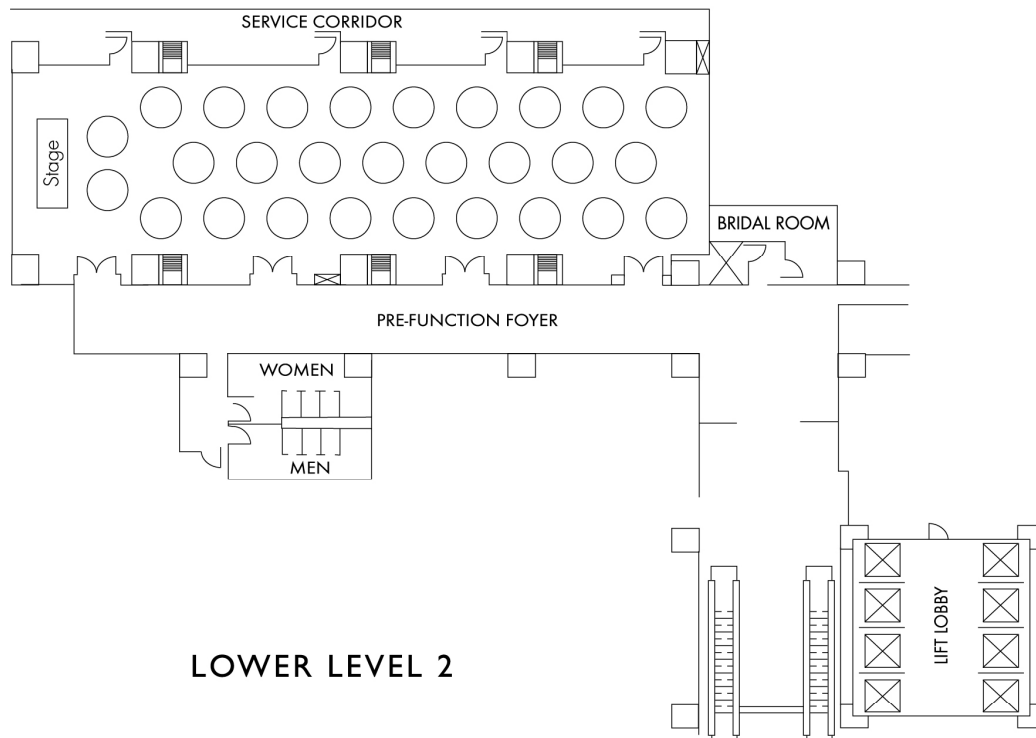 SERVICE CORRIDOR
Stage
BRIDAL ROOM
PRE-FUNCTION FOYER
WOMEN
MEN
LIFT LOBBY
LOWER LEVEL 2